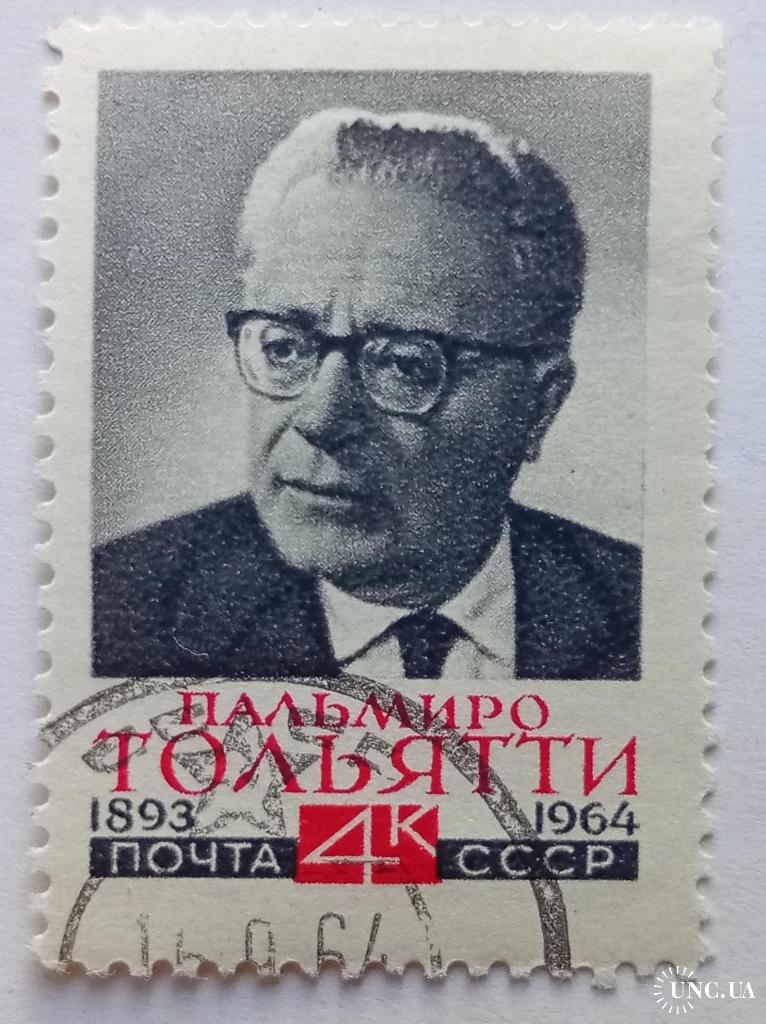 ПАЛЬМИРО
ТОЛЬЯТТИ
1893 1964
ПОЧТА 4К СССР
UNC.UA